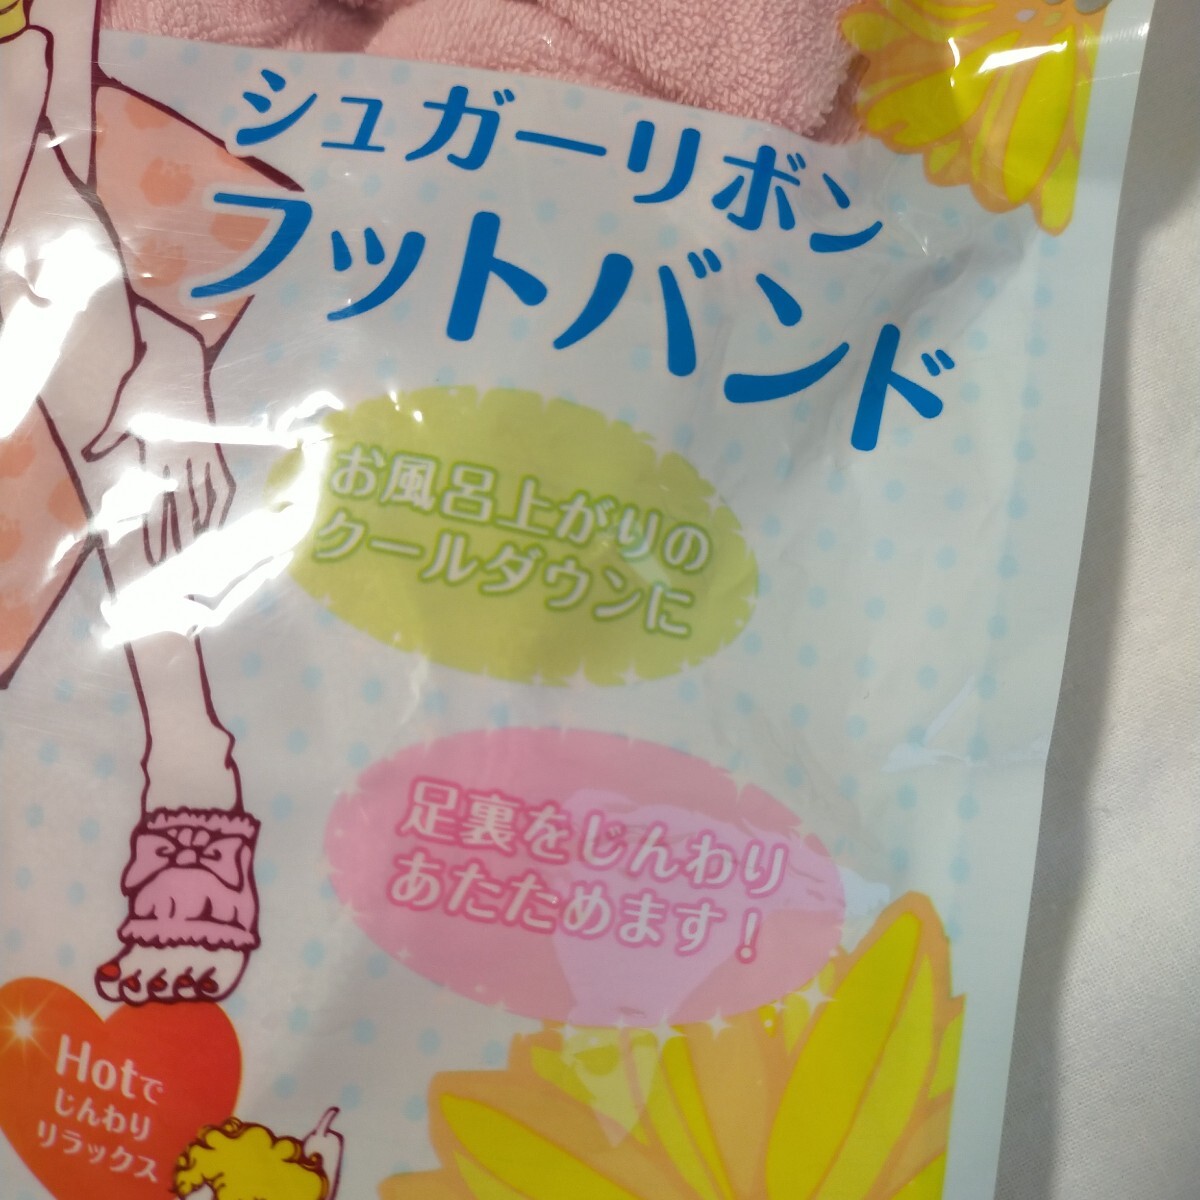 シュガーリボン
フットバンド
お風呂上がりの
クールダウンに
足裏をじんわり
あたためます！
Hotで
じんわり
リラックス